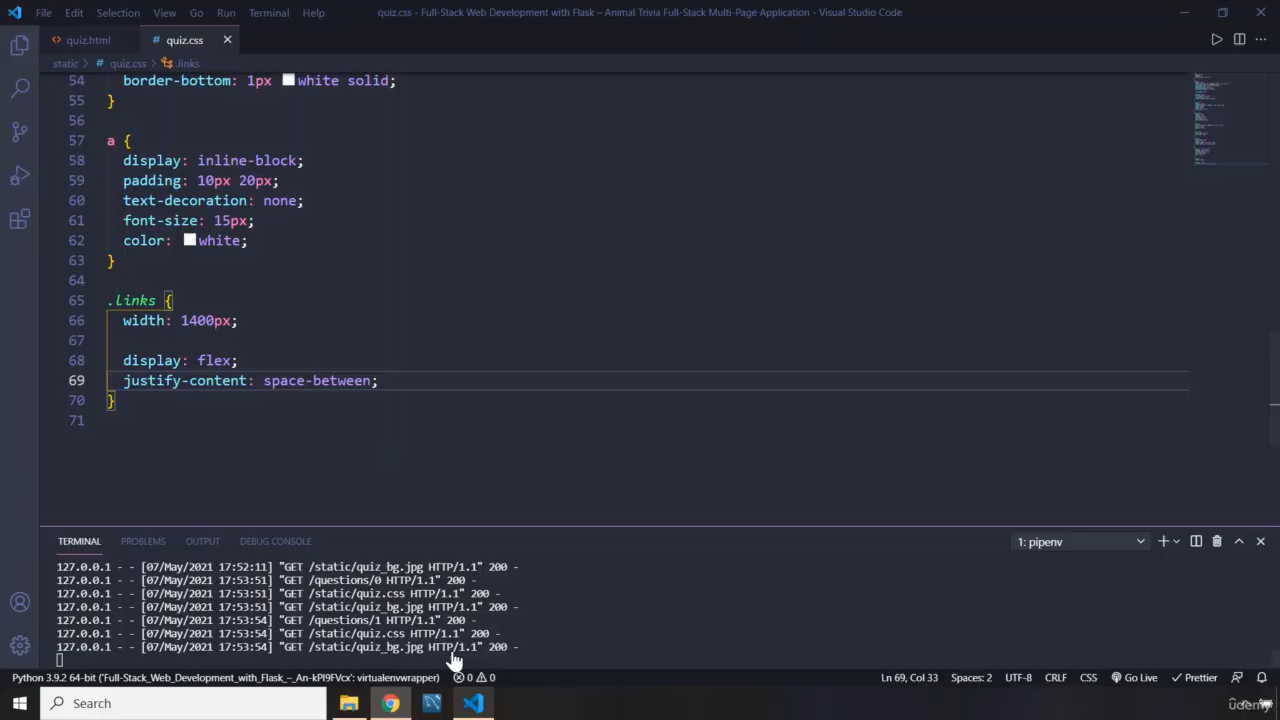 File Edit Selection View Go Run Terminal Help quiz.css - Full-Stack Web Development with Flask – Animal Trivia Full-Stack Multi-Page Application - Visual Studio Code
quiz.html # quiz.css
static > # quiz.css > .links
54 border-bottom: 1px white solid;
55 }
56
57 a {
58 display: inline-block;
59 padding: 10px 20px;
60 text-decoration: none;
61 font-size: 15px;
62 color: white;
63 }
64
65 .links {
66 width: 1400px;
67
68 display: flex;
69 justify-content: space-between;
70 }
71
TERMINAL PROBLEMS OUTPUT DEBUG CONSOLE 1: pipenv
127.0.0.1 - - [07/May/2021 17:52:11] "GET /static/quiz_bg.jpg HTTP/1.1" 200 -
127.0.0.1 - - [07/May/2021 17:53:51] "GET /questions/0 HTTP/1.1" 200 -
127.0.0.1 - - [07/May/2021 17:53:51] "GET /static/quiz.css HTTP/1.1" 200 -
127.0.0.1 - - [07/May/2021 17:53:51] "GET /static/quiz_bg.jpg HTTP/1.1" 200 -
127.0.0.1 - - [07/May/2021 17:53:54] "GET /questions/1 HTTP/1.1" 200 -
127.0.0.1 - - [07/May/2021 17:53:54] "GET /static/quiz.css HTTP/1.1" 200 -
127.0.0.1 - - [07/May/2021 17:53:54] "GET /static/quiz_bg.jpg HTTP/1.1" 200 -
Python 3.9.2 64-bit ('Full-Stack_Web_Development_with_Flask_–_An-kPI9FVcx': virtualenvwrapper) 0 0 Ln 69, Col 33 Spaces: 2 UTF-8 CRLF CSS Go Live Prettier
Search